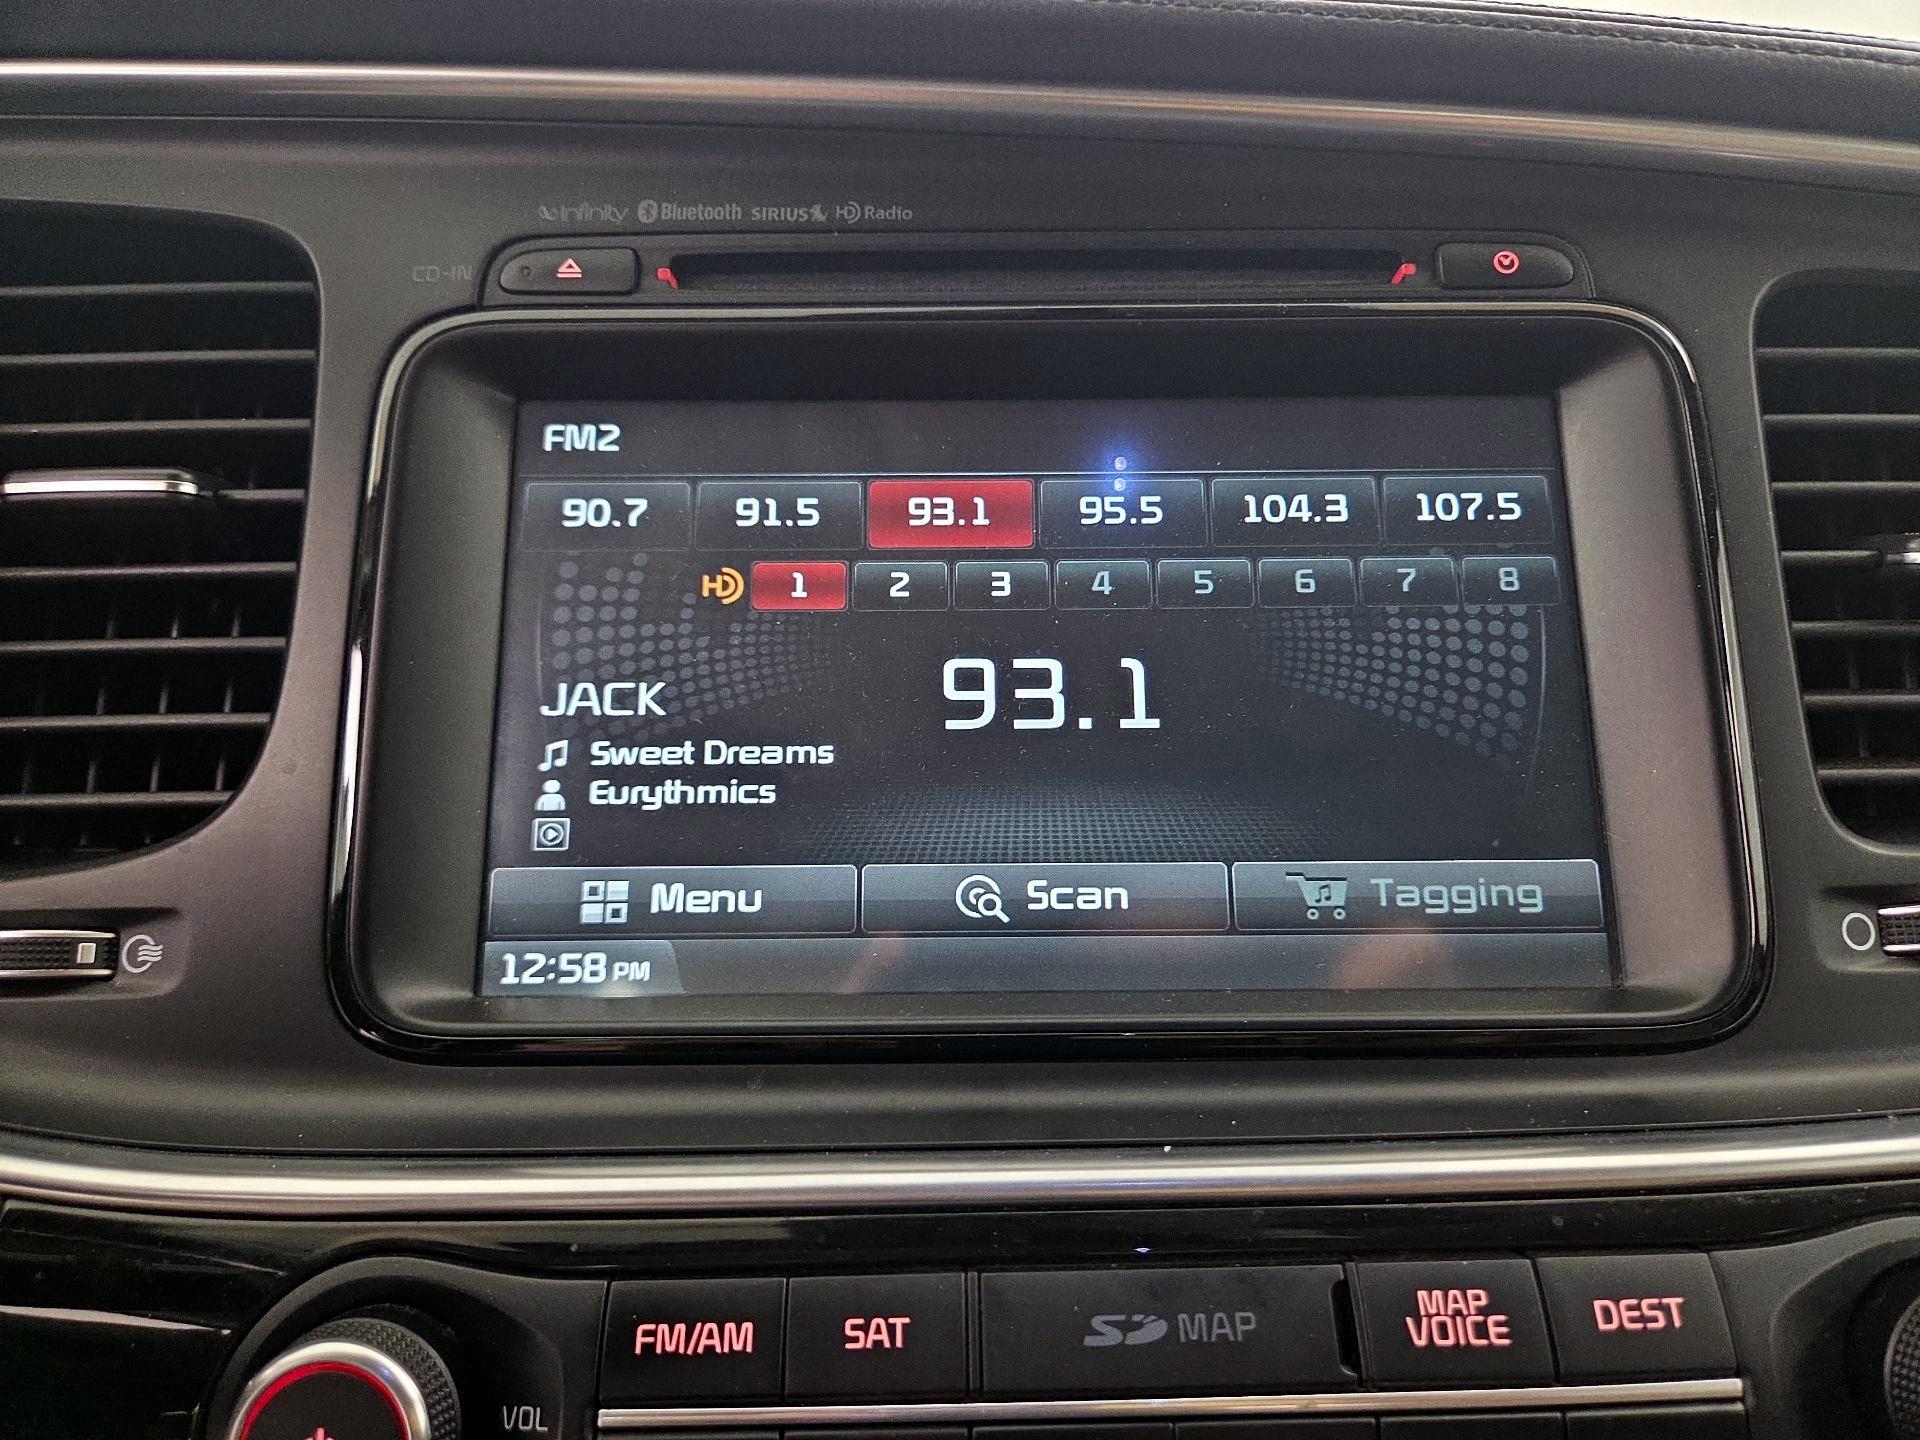 Infinity Bluetooth SIRIUS HD Radio
CD-IN
FM2
90.7 91.5 93.1 95.5 104.3 107.5
HD 1 2 3 4 5 6 7 8
93.1
JACK
Sweet Dreams
Eurythmics
Menu Scan Tagging
12:58 PM
FM/AM SAT SD MAP MAP VOICE DEST
VOL